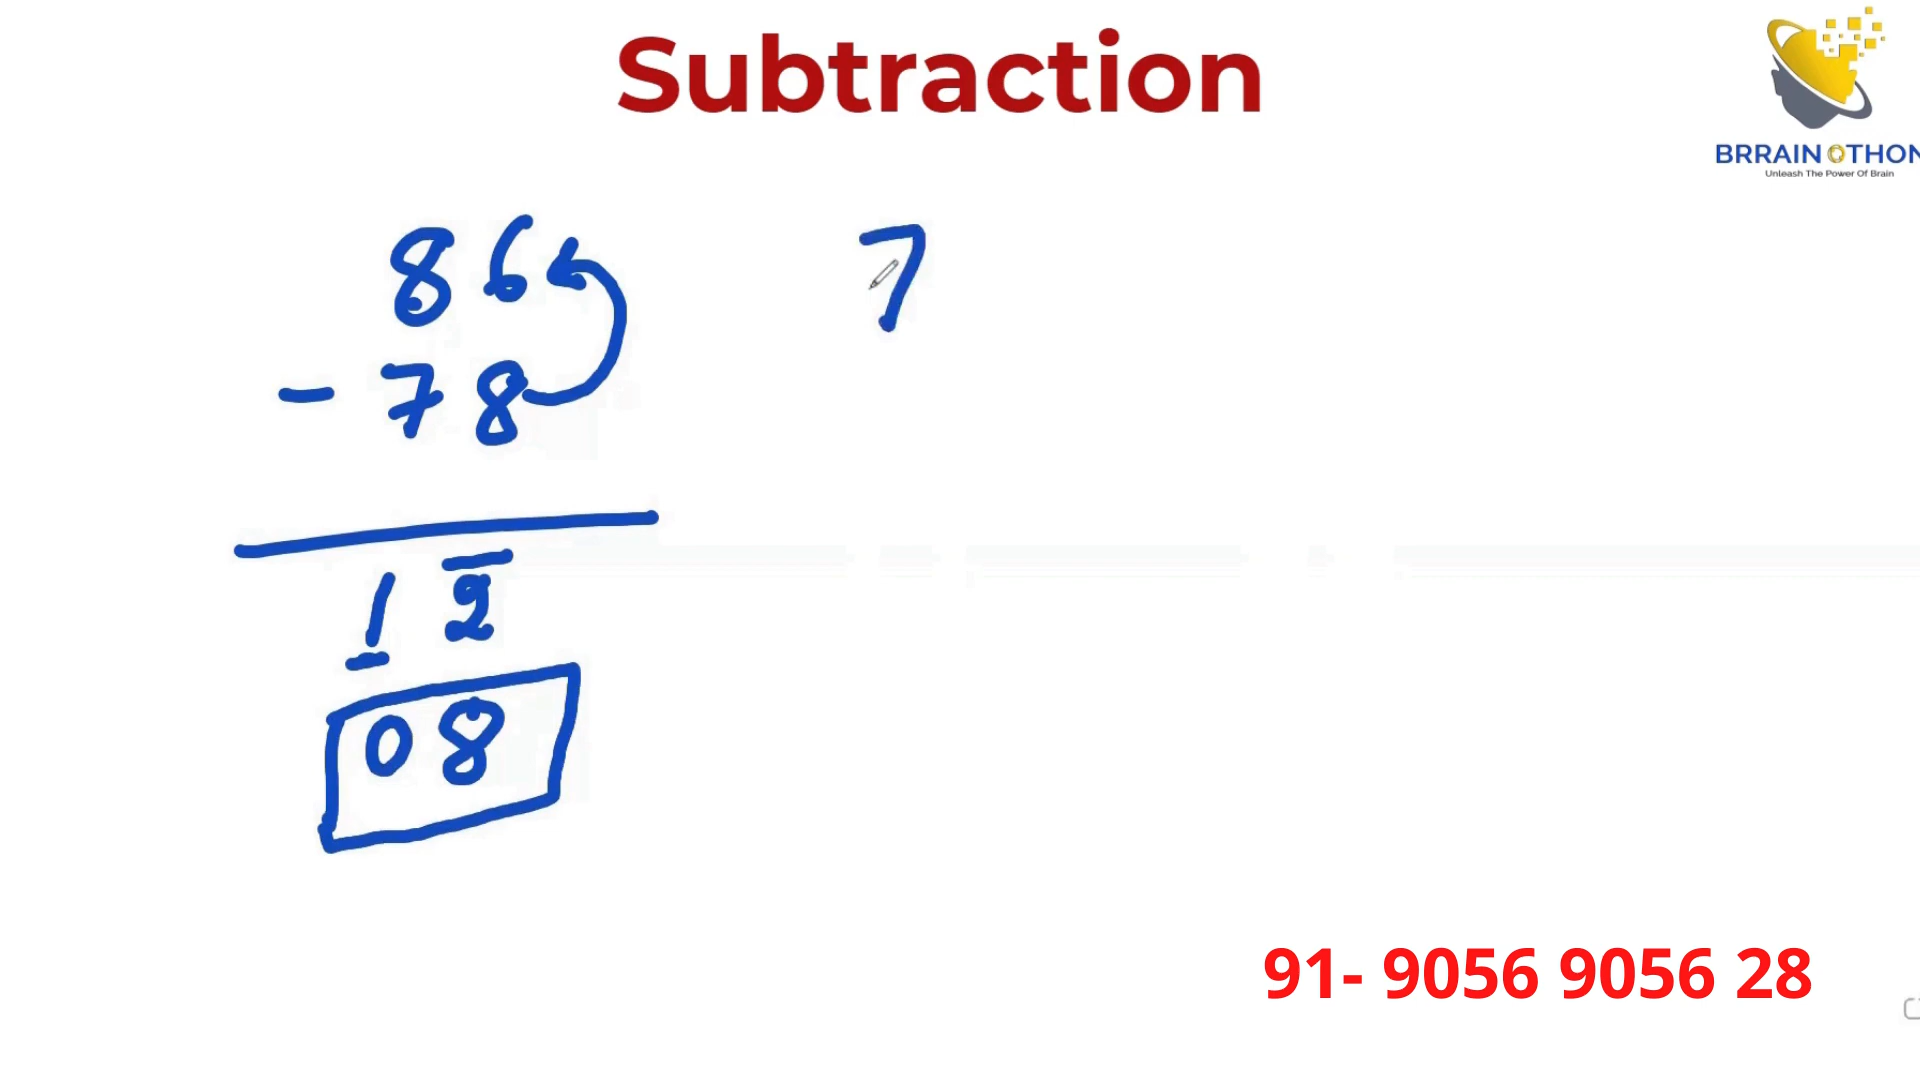 Subtraction
BRRAIN OTHON
Unleash The Power Of Brain
86
7
- 78
1 2̅
08
91- 9056 9056 28